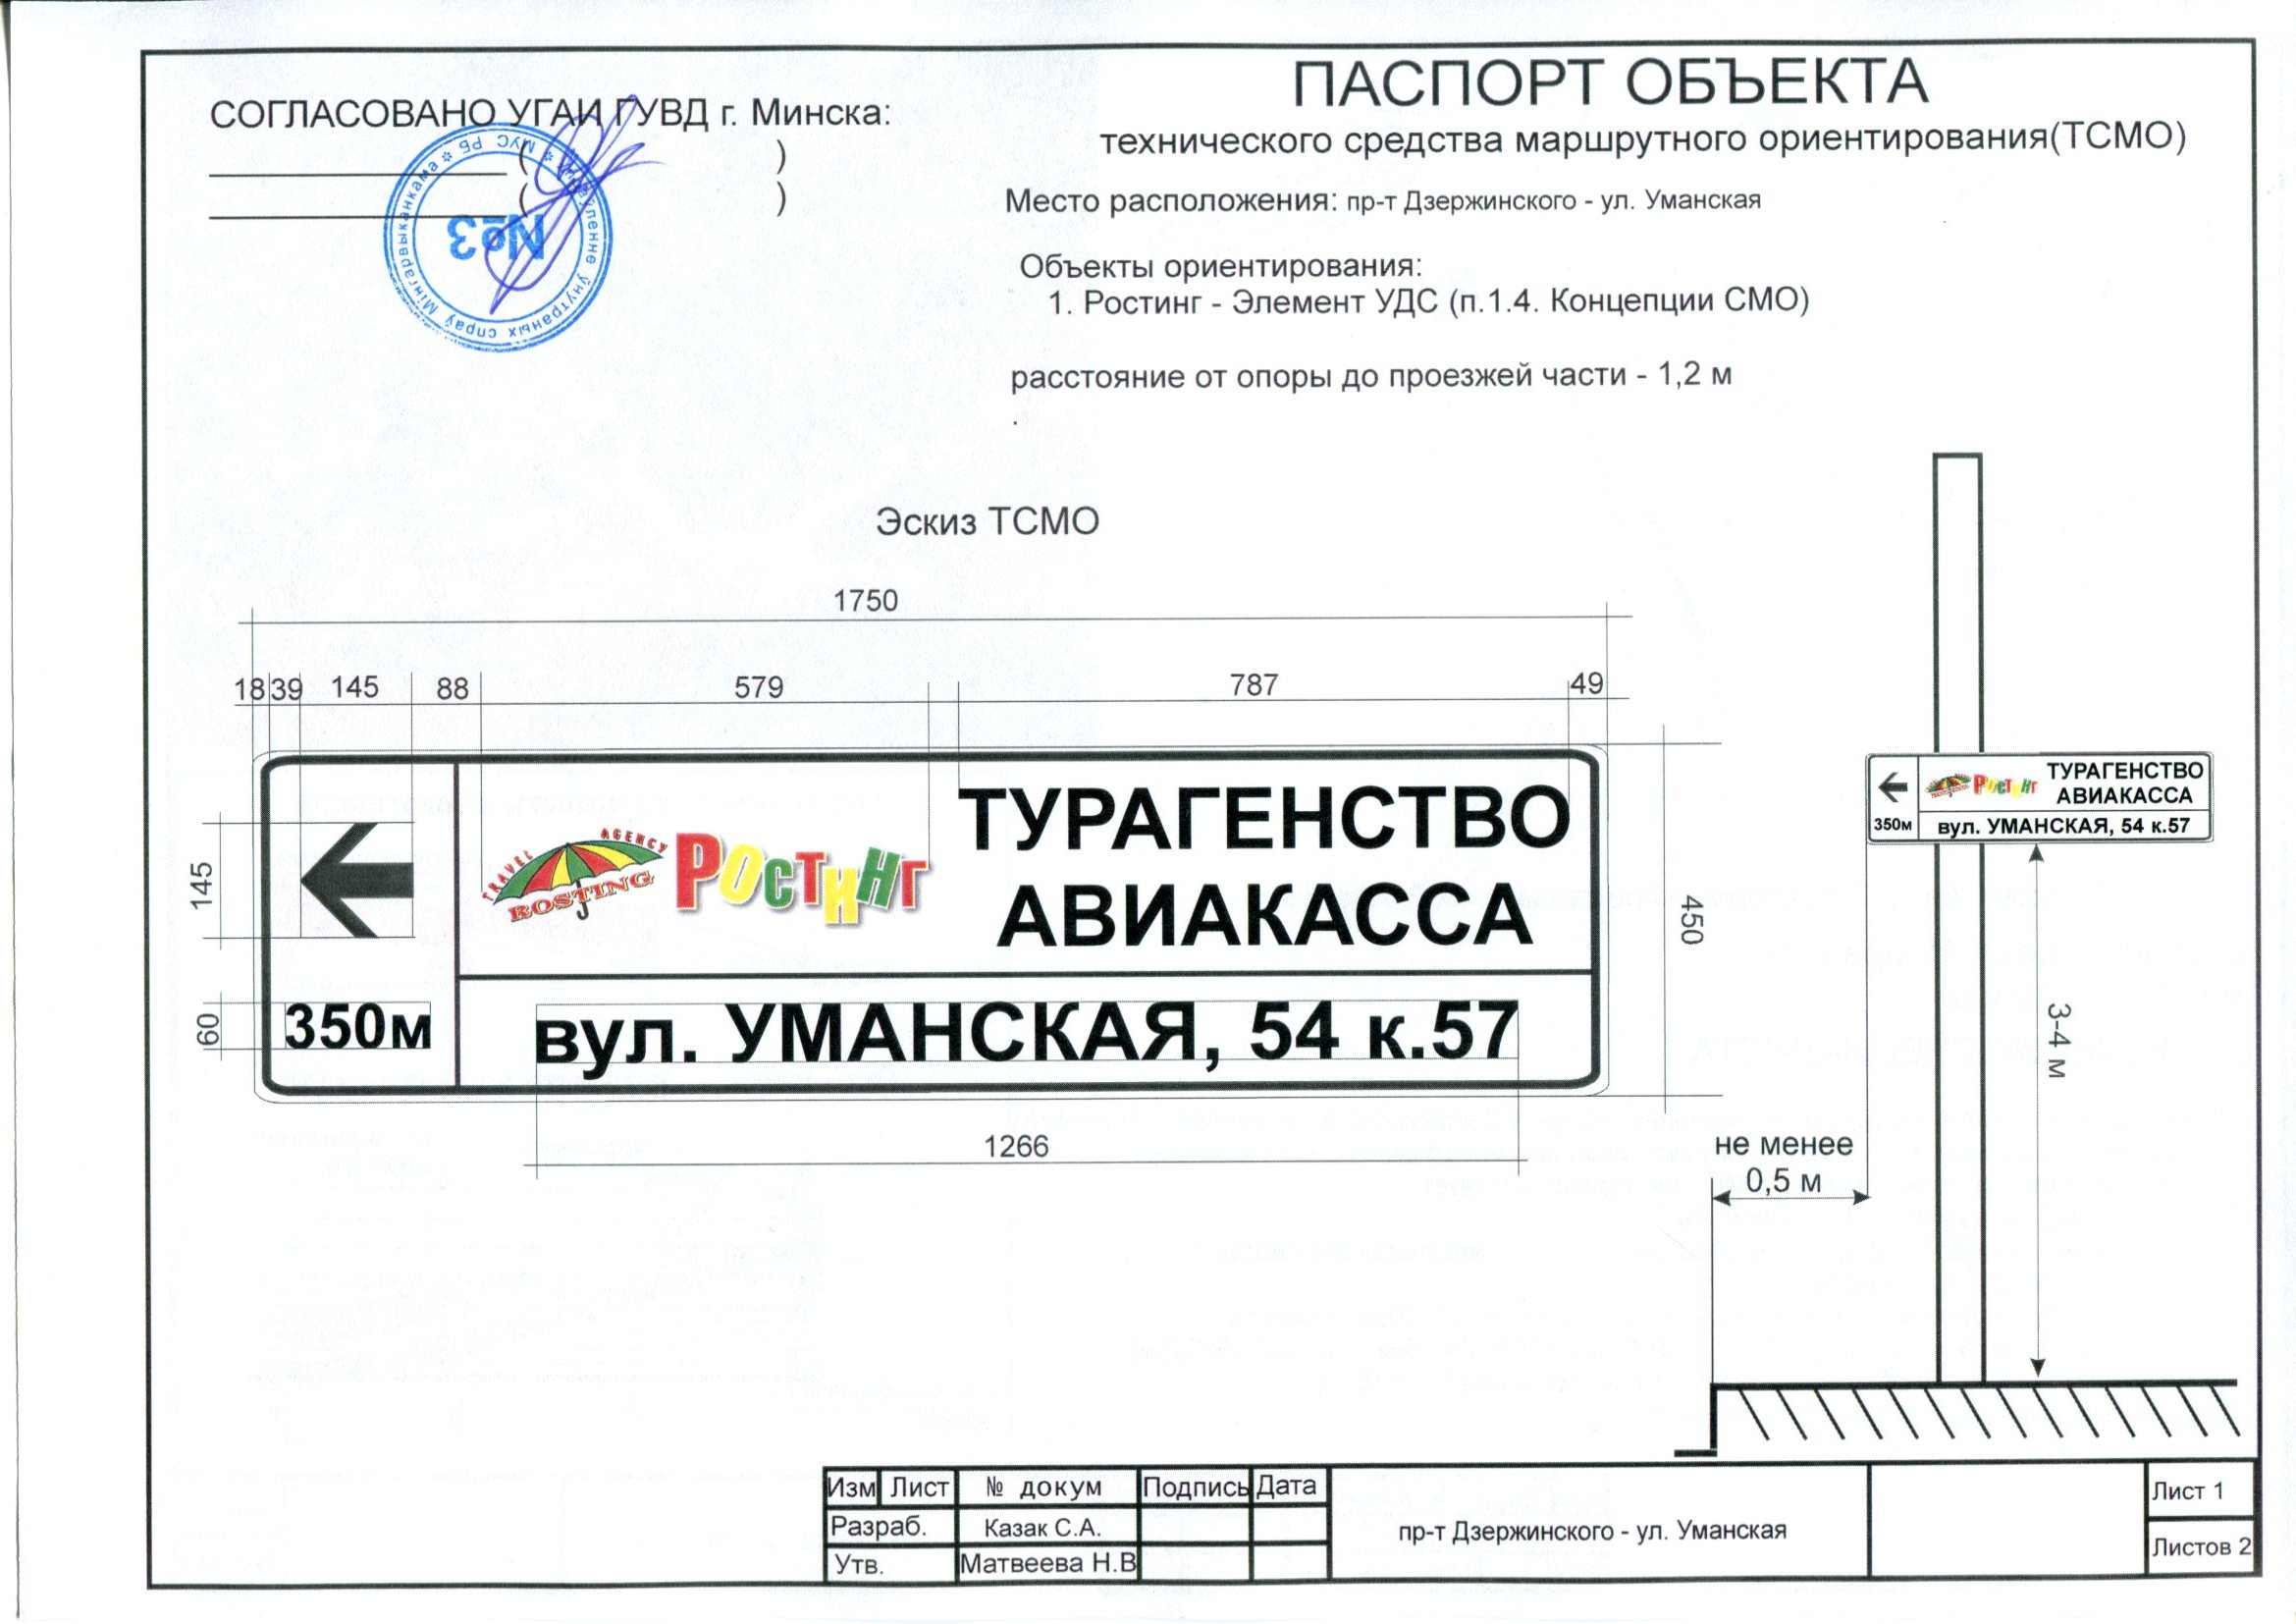 СОГЛАСОВАНО УГАИ ГУВД г. Минска:
( )
( )
Мінгарвыканкама * МУС РБ * ўпраўленне ўнутраных спраў
№3
ПАСПОРТ ОБЪЕКТА
технического средства маршрутного ориентирования(ТСМО)
Место расположения: пр-т Дзержинского - ул. Уманская
Объекты ориентирования:
1. Ростинг - Элемент УДС (п.1.4. Концепции СМО)
расстояние от опоры до проезжей части - 1,2 м
.
Эскиз ТСМО
1750
18 39 145 88 579 787 49
TRAVEL AGENCY
ROSTING
РОСТИНГ
ТУРАГЕНСТВО
АВИАКАССА
145
60
350м
вул. УМАНСКАЯ, 54 к.57
450
1266
РОСТИНГ
ТУРАГЕНСТВО
АВИАКАССА
350м
вул. УМАНСКАЯ, 54 к.57
3-4 м
не менее
0,5 м
Изм Лист № докум Подпись Дата
Разраб. Казак С.А.
Утв. Матвеева Н.В
пр-т Дзержинского - ул. Уманская
Лист 1
Листов 2